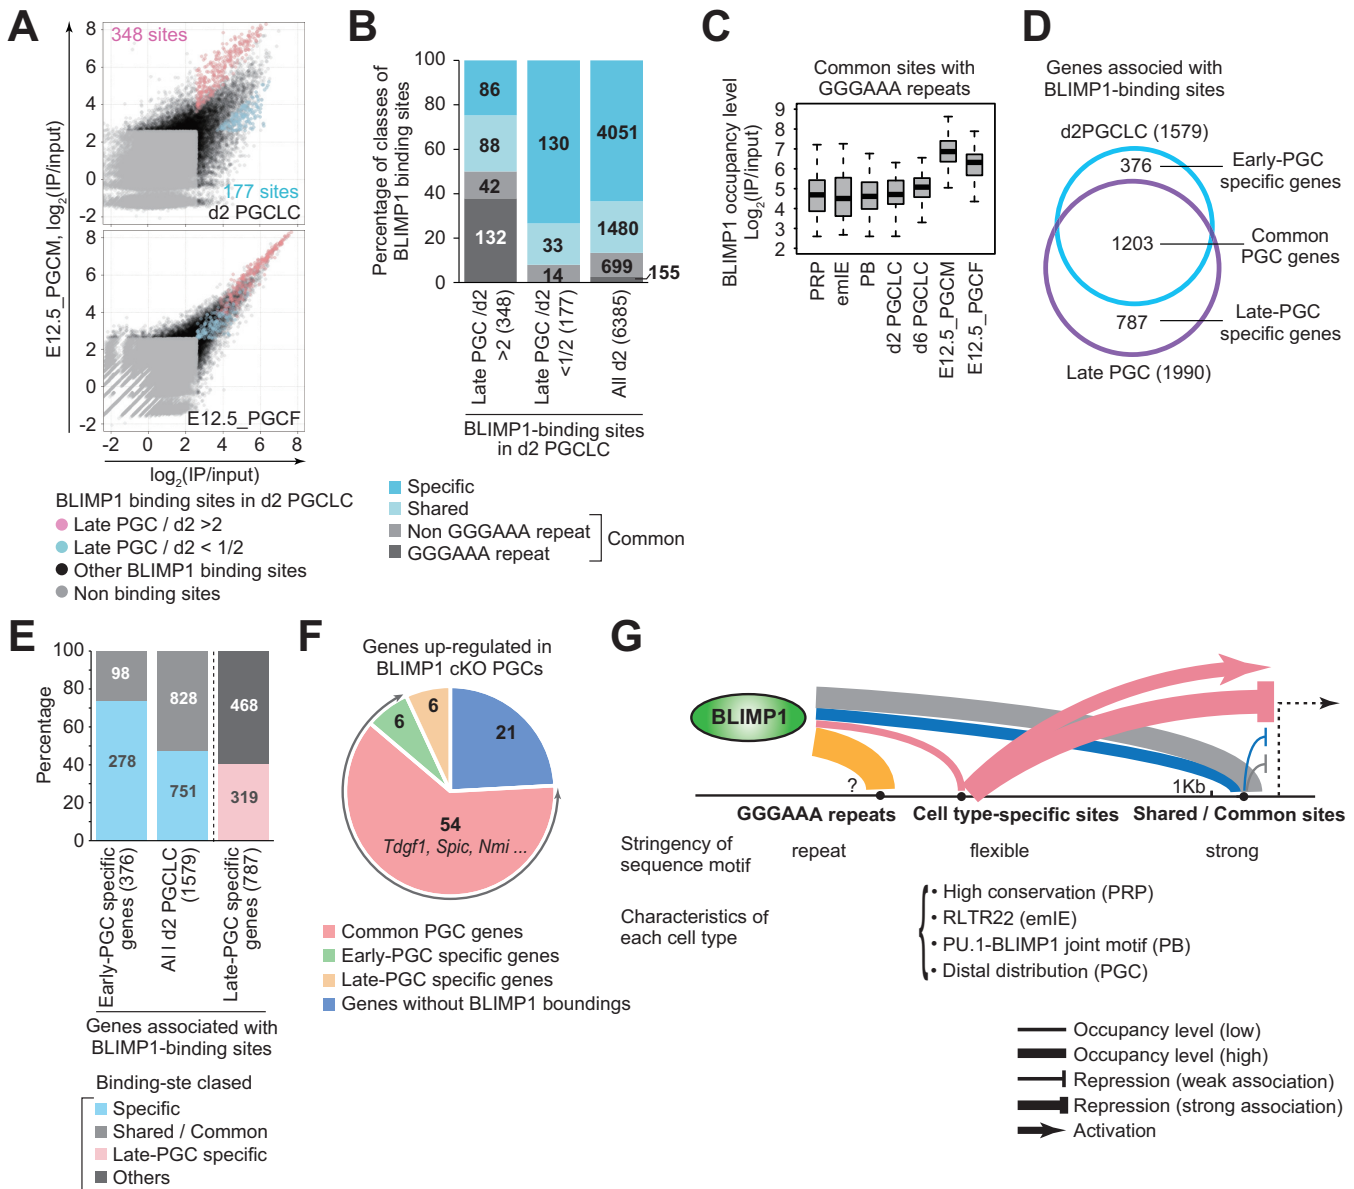 A
8
6
4
2
0
-2
348 sites
177 sites
d2 PGCLC
8
6
4
2
0
-2
E12.5_PGCF
-2 0 2 4 6 8
log2(IP/input)
E12.5_PGCM, log2(IP/input)
BLIMP1 binding sites in d2 PGCLC
Late PGC / d2 >2
Late PGC / d2 < 1/2
Other BLIMP1 binding sites
Non binding sites
B
Percentage of classes of
BLIMP1 binding sites
100
80
60
40
20
0
86
88
42
132
130
33
14
4051
1480
699
155
Late PGC /d2
>2 (348)
Late PGC /d2
<1/2 (177)
All d2 (6385)
BLIMP1-binding sites
in d2 PGCLC
Specific
Shared
Non GGGAAA repeat
GGGAAA repeat
Common
C
Common sites with
GGGAAA repeats
BLIMP1 occupancy level
Log2(IP/input)
9
8
7
6
5
4
3
2
PRP
emIE
PB
d2 PGCLC
d6 PGCLC
E12.5_PGCM
E12.5_PGCF
D
Genes associed with
BLIMP1-binding sites
d2PGCLC (1579)
376
Early-PGC
specific genes
1203
Common
PGC genes
787
Late-PGC
specific genes
Late PGC (1990)
E
Percentage
100
80
60
40
20
0
98
278
828
751
468
319
Early-PGC specific
genes (376)
Al l d2 PGCLC
(1579)
Late-PGC specific
genes (787)
Genes associated with
BLIMP1-binding sites
Binding-ste clased
Specific
Shared / Common
Late-PGC specific
Others
F
Genes up-regulated in
BLIMP1 cKO PGCs
6
6
21
54
Tdgf1, Spic, Nmi ...
Common PGC genes
Early-PGC specific genes
Late-PGC specific genes
Genes without BLIMP1 boundings
G
BLIMP1
?
1Kb
GGGAAA repeats
Cell type-specific sites
Shared / Common sites
Stringency of
sequence motif
repeat
flexible
strong
Characteristics of
each cell type
• High conservation (PRP)
• RLTR22 (emIE)
• PU.1-BLIMP1 joint motif (PB)
• Distal distribution (PGC)
Occupancy level (low)
Occupancy level (high)
Repression (weak association)
Repression (strong association)
Activation